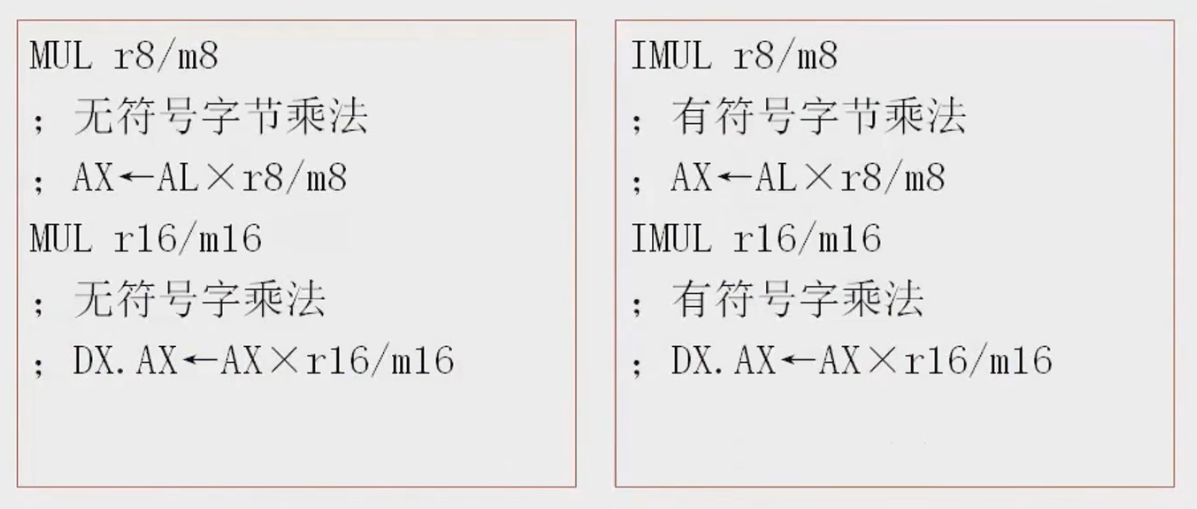 MUL r8/m8
; 无符号字节乘法
; AX←AL×r8/m8
MUL r16/m16
; 无符号字乘法
; DX.AX←AX×r16/m16
IMUL r8/m8
; 有符号字节乘法
; AX←AL×r8/m8
IMUL r16/m16
; 有符号字乘法
; DX.AX←AX×r16/m16